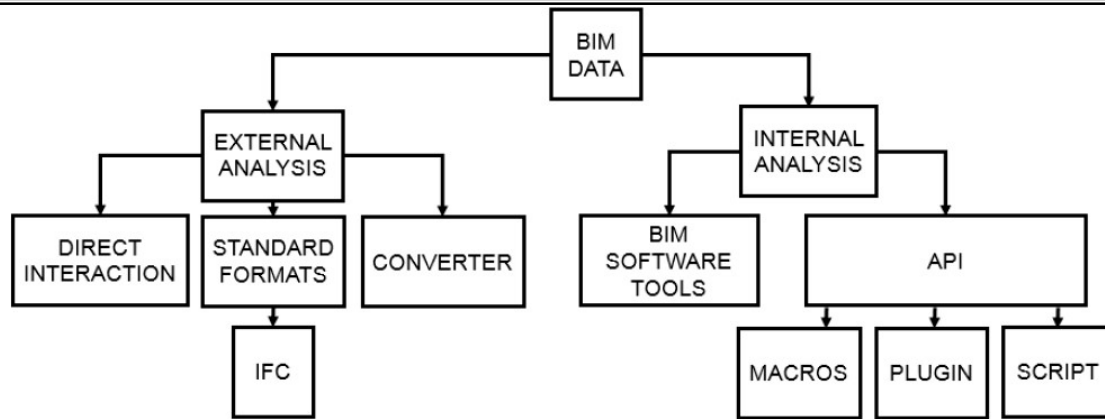 BIM
DATA
EXTERNAL
ANALYSIS
INTERNAL
ANALYSIS
DIRECT
INTERACTION
STANDARD
FORMATS
CONVERTER
BIM
SOFTWARE
TOOLS
API
IFC
MACROS
PLUGIN
SCRIPT